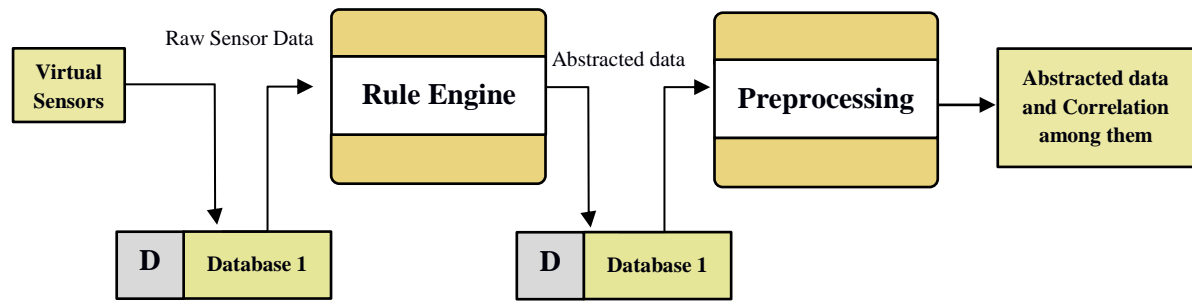 Raw Sensor Data
Virtual
Sensors
Rule Engine
Abstracted data
Preprocessing
Abstracted data
and Correlation
among them
D
Database 1
D
Database 1